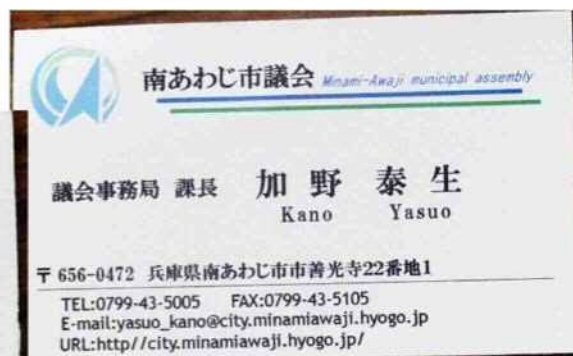 南あわじ市議会 Minami-Awaji municipal assembly
議会事務局 課長 加野 泰生
Kano Yasuo
〒656-0472 兵庫県南あわじ市市善光寺22番地1
TEL:0799-43-5005 FAX:0799-43-5105
E-mail:yasuo_kano@city.minamiawaji.hyogo.jp
URL:http//city.minamiawaji.hyogo.jp/